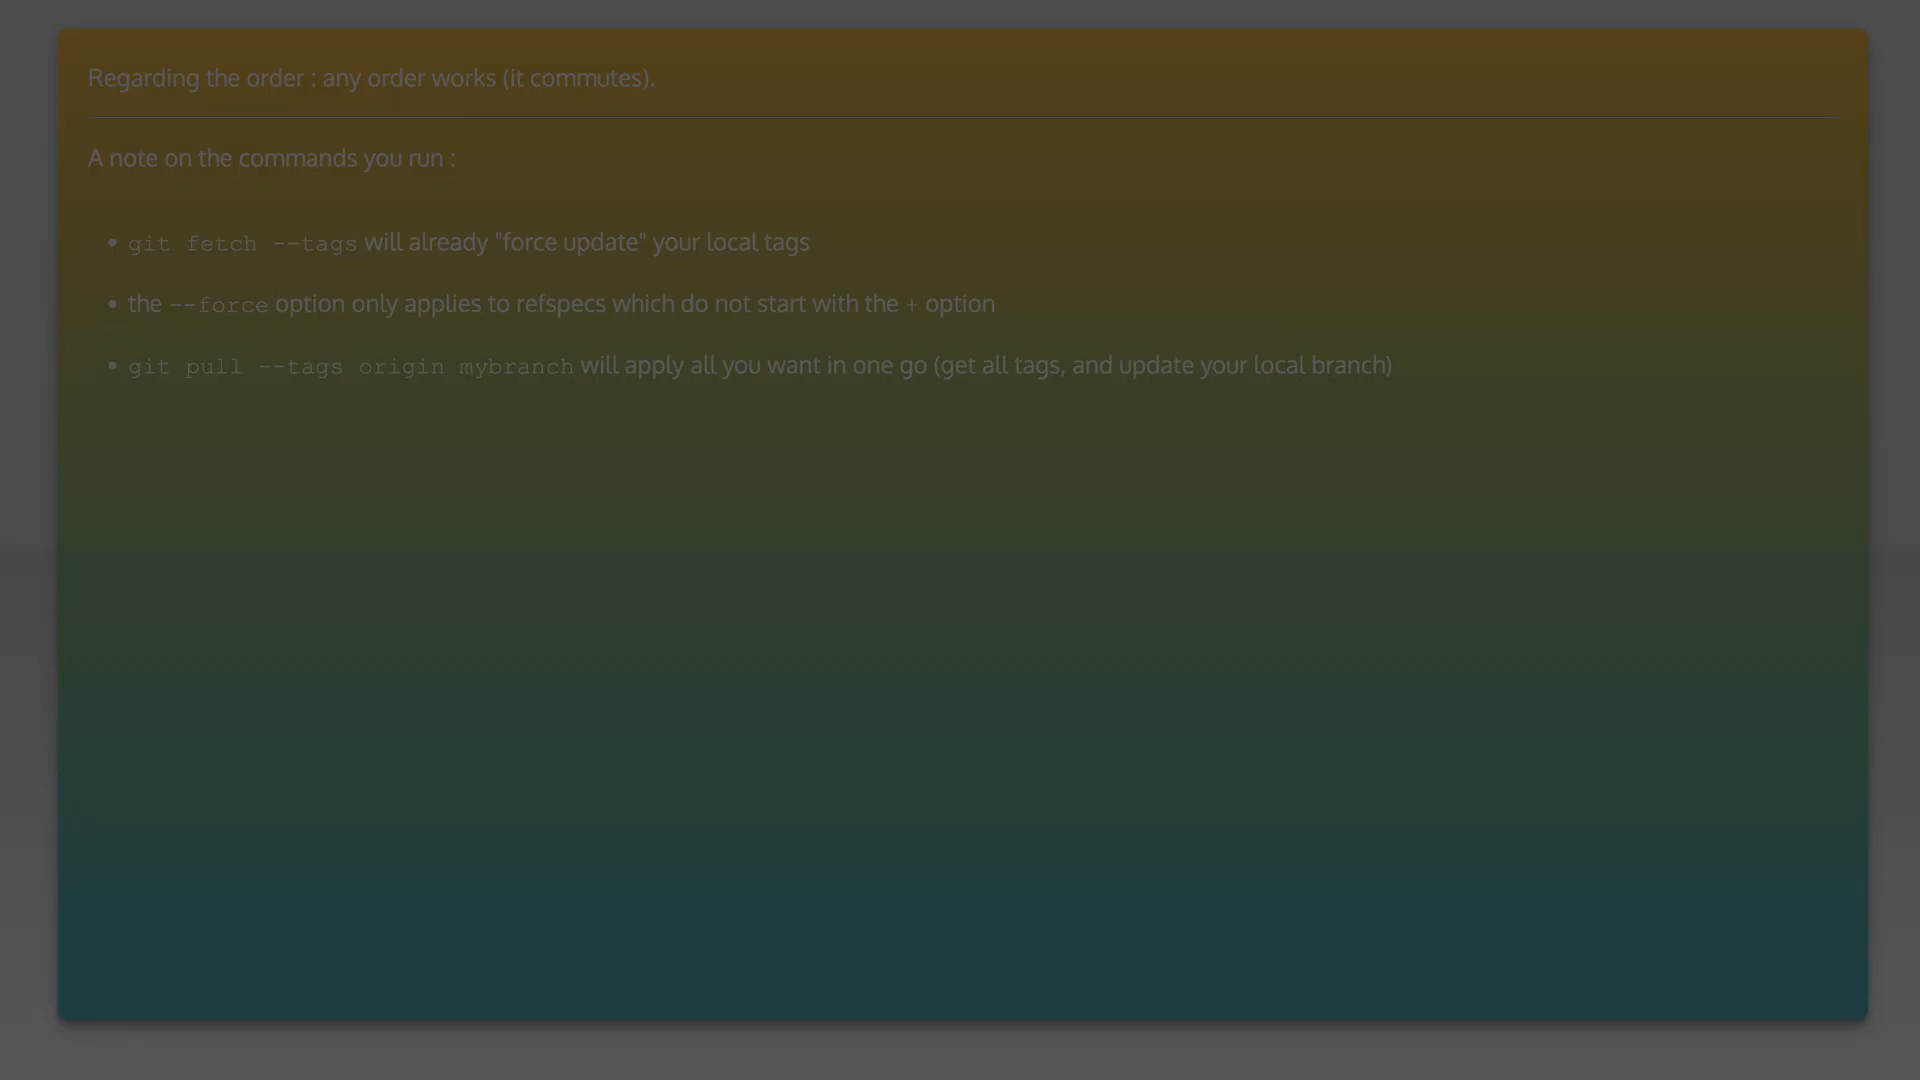 Regarding the order : any order works (it commutes).
A note on the commands you run :
• git fetch --tags will already "force update" your local tags
• the --force option only applies to refspecs which do not start with the + option
• git pull --tags origin mybranch will apply all you want in one go (get all tags, and update your local branch)